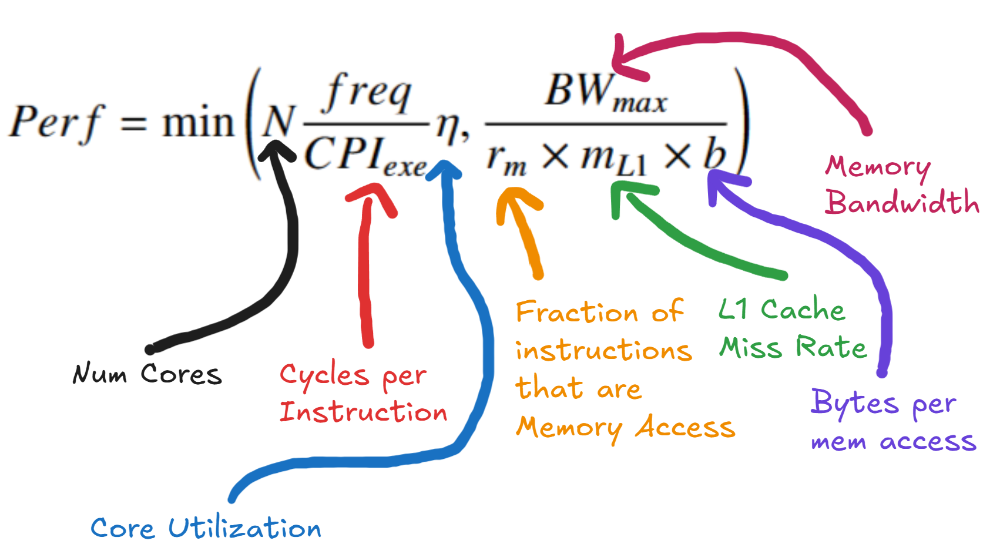 Perf = min(N freq/CPI_exe η, BW_max/(r_m × m_L1 × b))
Memory
Bandwidth
Fraction of
instructions
that are
Memory Access
L1 Cache
Miss Rate
Num Cores
Cycles per
Instruction
Bytes per
mem access
Core Utilization